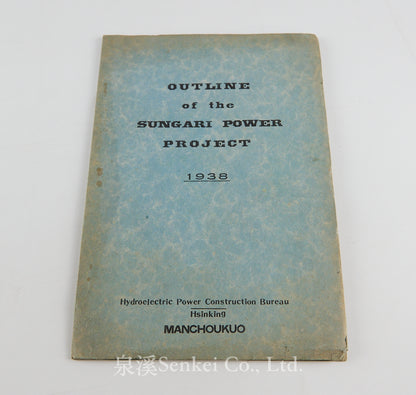 OUTLINE
of the
SUNGARI POWER
PROJECT
1938
Hydroelectric Power Construction Bureau
Hsinking
MANCHOUKUO
泉溪Senkei Co., Ltd.